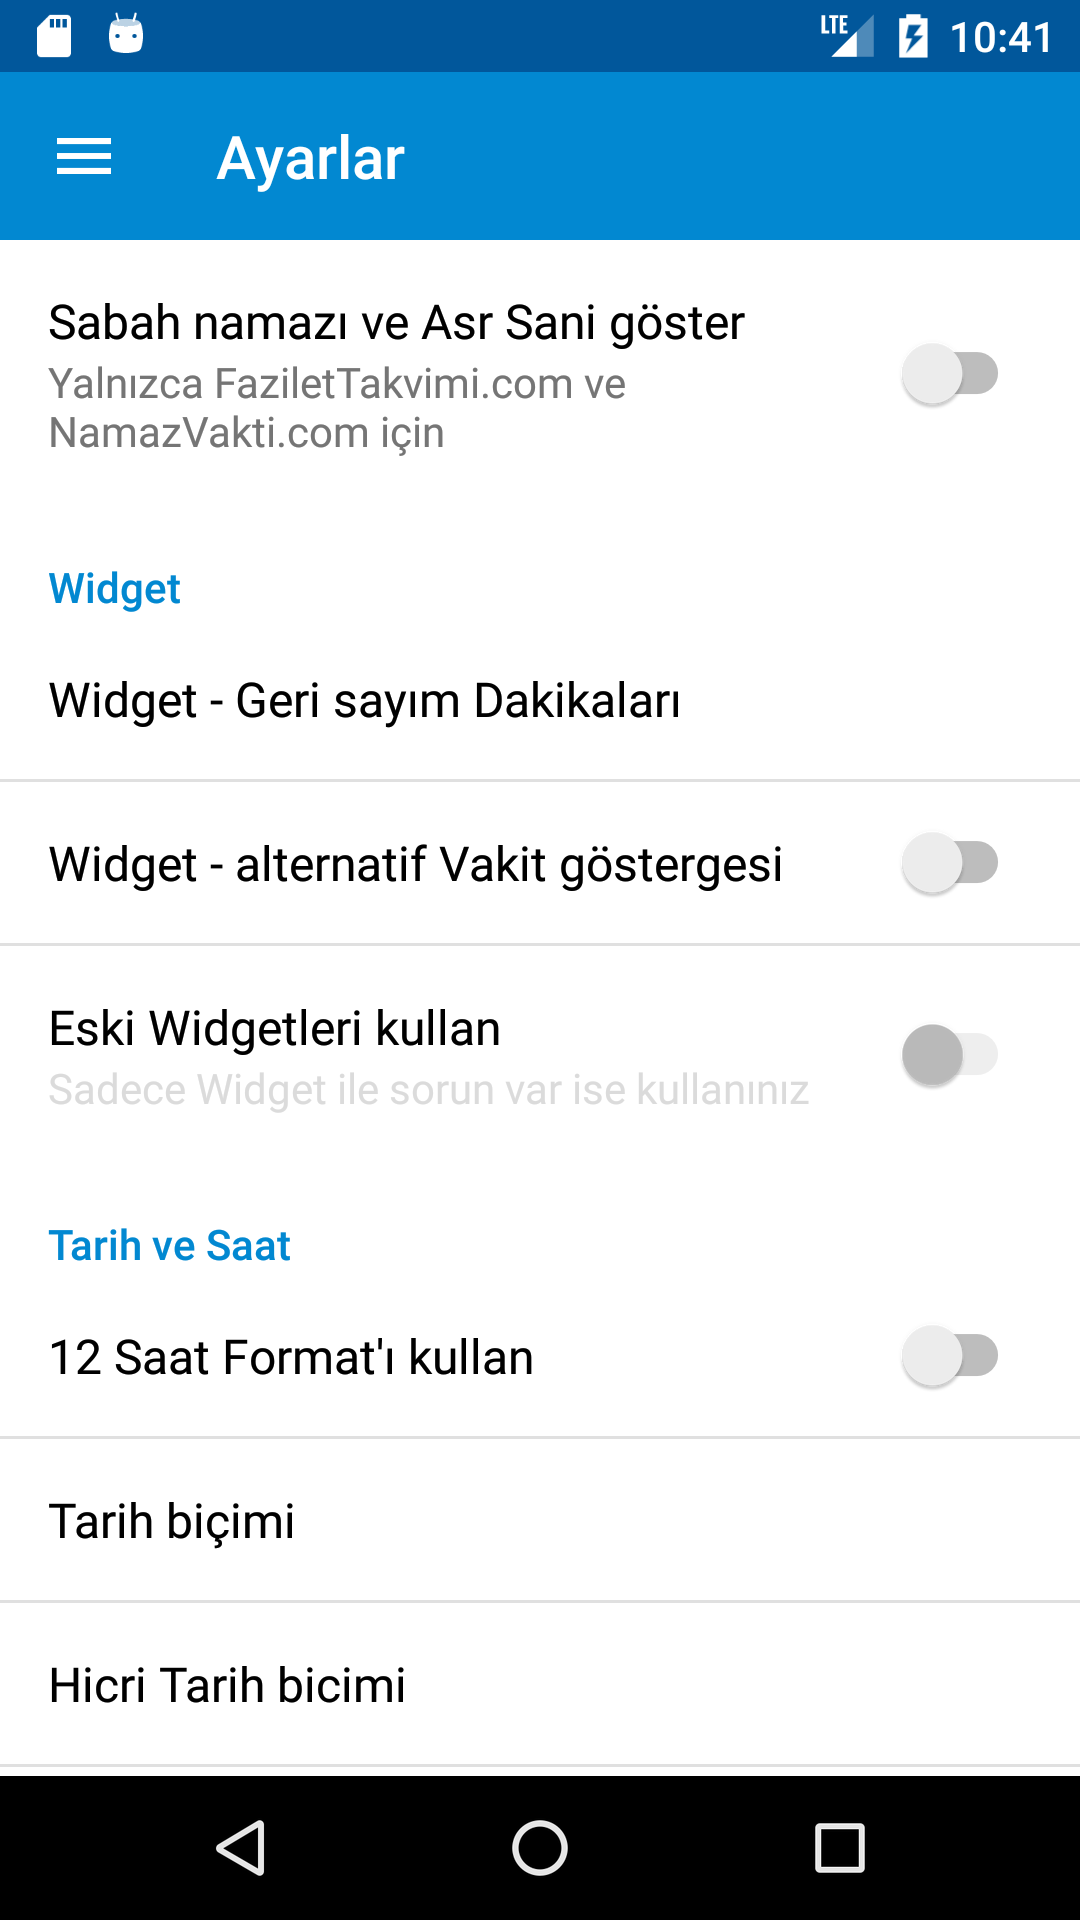 LTE 10:41
Ayarlar
Sabah namazı ve Asr Sani göster
Yalnızca FaziletTakvimi.com ve
NamazVakti.com için
Widget
Widget - Geri sayım Dakikaları
Widget - alternatif Vakit göstergesi
Eski Widgetleri kullan
Sadece Widget ile sorun var ise kullanınız
Tarih ve Saat
12 Saat Format'ı kullan
Tarih biçimi
Hicri Tarih bicimi